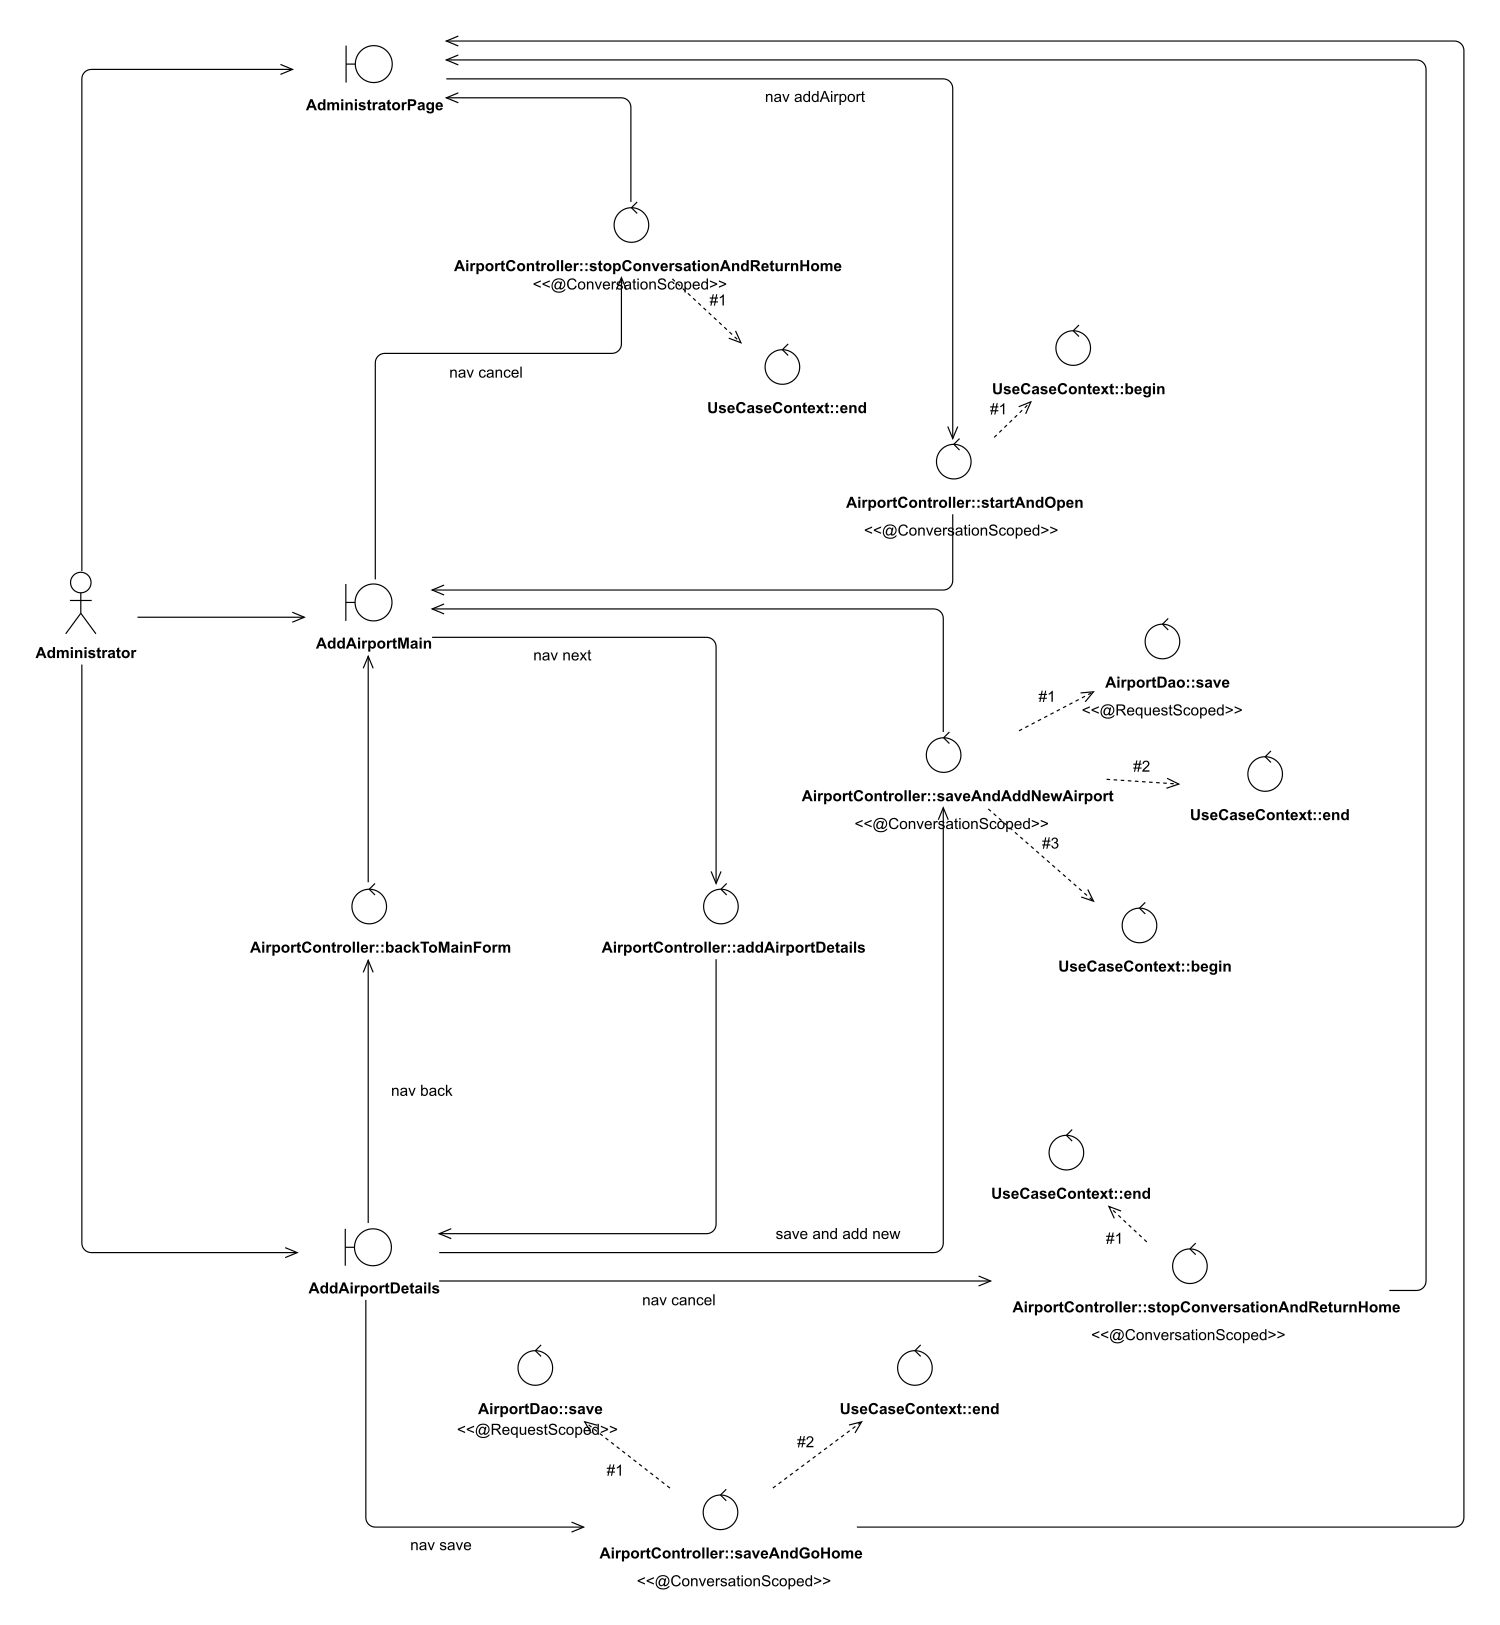 AdministratorPage
nav addAirport
AirportController::stopConversationAndReturnHome
<<@ConversationScoped>>
#1
nav cancel
UseCaseContext::end
UseCaseContext::begin
#1
AirportController::startAndOpen
<<@ConversationScoped>>
Administrator
AddAirportMain
nav next
AirportDao::save
#1
<<@RequestScoped>>
#2
AirportController::saveAndAddNewAirport
UseCaseContext::end
<<@ConversationScoped>>
#3
AirportController::backToMainForm
AirportController::addAirportDetails
UseCaseContext::begin
nav back
UseCaseContext::end
save and add new
#1
AddAirportDetails
nav cancel
AirportController::stopConversationAndReturnHome
<<@ConversationScoped>>
AirportDao::save
UseCaseContext::end
<<@RequestScoped>>
#2
#1
nav save
AirportController::saveAndGoHome
<<@ConversationScoped>>